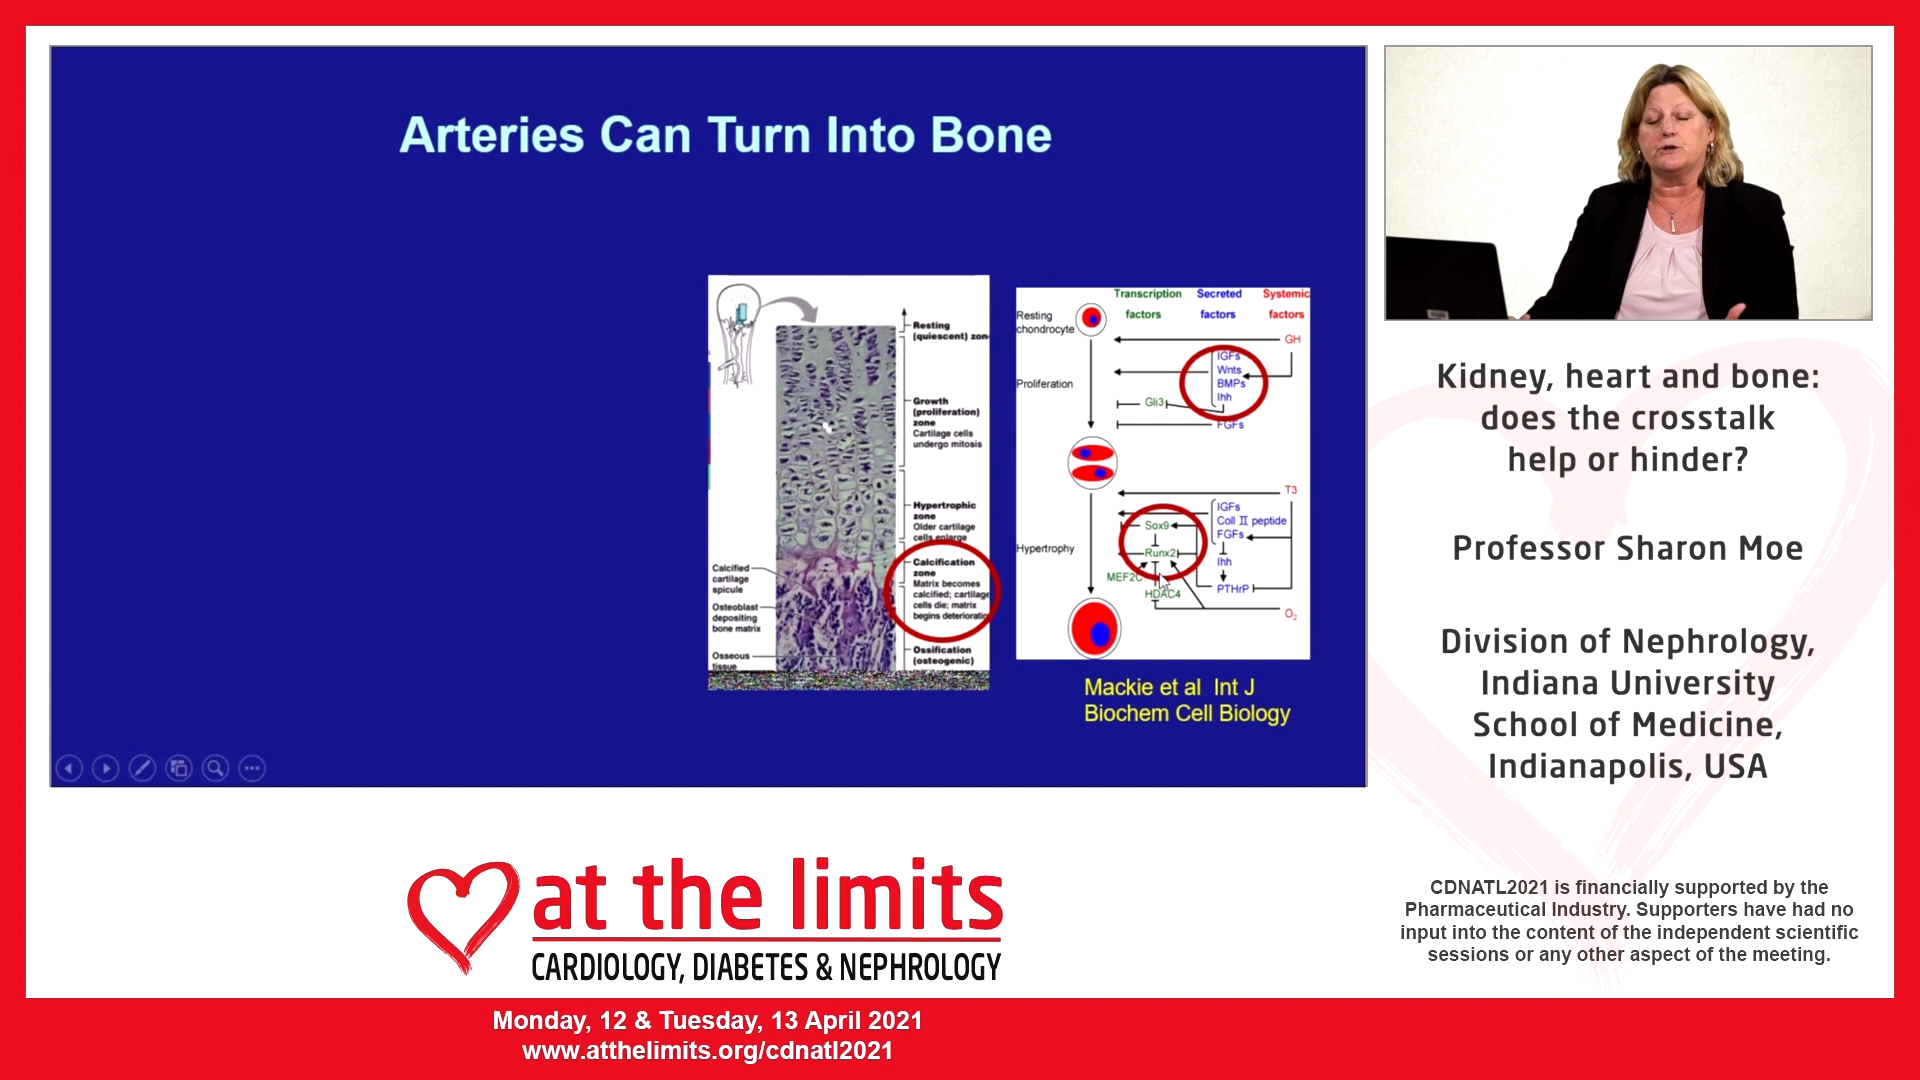 Arteries Can Turn Into Bone
Resting
(quiescent) zone
Growth
(proliferation)
zone
Cartilage cells
undergo mitosis
Hypertrophic
zone
Older cartilage
cells enlarge
Calcification
zone
Matrix becomes
calcified; cartilage
cells die; matrix
begins deterioratio
Ossification
(osteogenic)
Calcified
cartilage
spicule
Osteoblast
depositing
bone matrix
Osseous
tissue
Transcription factors
Secreted factors
Systemic factors
Resting
chondrocyte
GH
IGFs
Wnts
BMPs
Ihh
Proliferation
Gli3
FGFs
T3
IGFs
Coll II peptide
FGFs
Sox9
Hypertrophy
Runx2
Ihh
MEF2C
PTHrP
HDAC4
O2
Mackie et al Int J
Biochem Cell Biology
Kidney, heart and bone:
does the crosstalk
help or hinder?
Professor Sharon Moe
Division of Nephrology,
Indiana University
School of Medicine,
Indianapolis, USA
at the limits
CARDIOLOGY, DIABETES & NEPHROLOGY
CDNATL2021 is financially supported by the
Pharmaceutical Industry. Supporters have had no
input into the content of the independent scientific
sessions or any other aspect of the meeting.
Monday, 12 & Tuesday, 13 April 2021
www.atthelimits.org/cdnatl2021